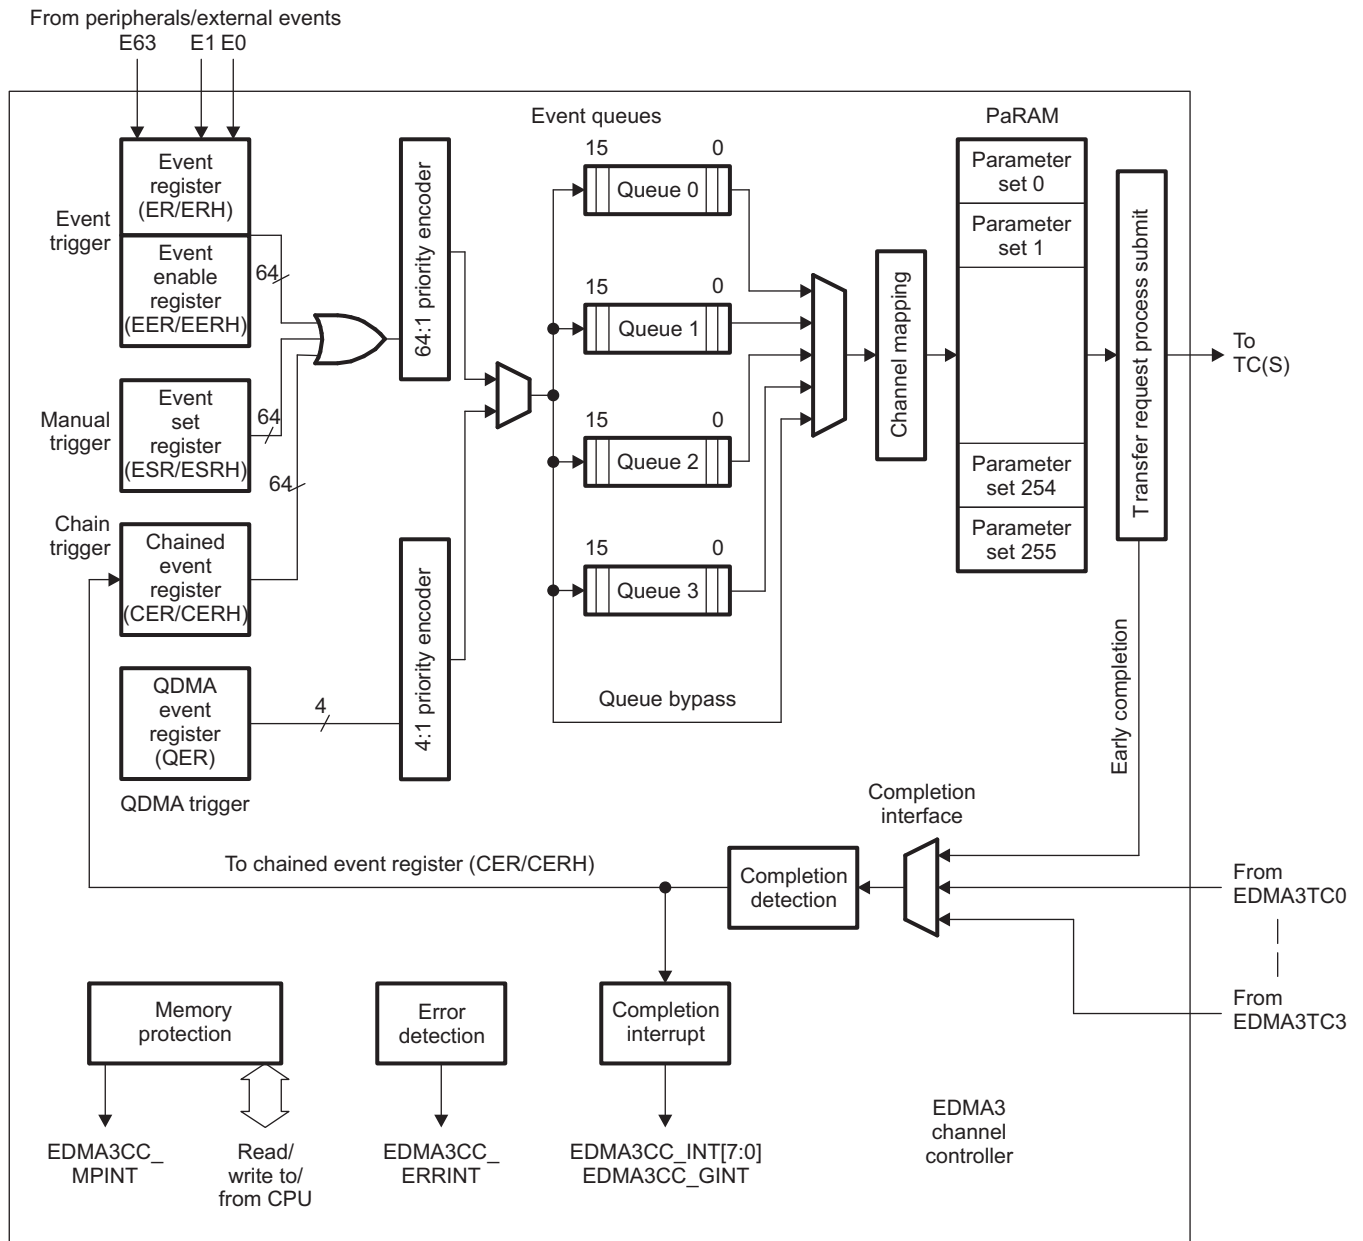 From peripherals/external events
E63 E1 E0
Event
register
(ER/ERH)
Event
trigger
Event
enable
register
(EER/EERH)
64
Manual
trigger
Event
set
register
(ESR/ESRH)
64
64
Chain
trigger
Chained
event
register
(CER/CERH)
QDMA
event
register
(QER)
4
QDMA trigger
64:1 priority encoder
4:1 priority encoder
Event queues
15 0
Queue 0
15 0
Queue 1
15 0
Queue 2
15 0
Queue 3
Queue bypass
Channel mapping
PaRAM
Parameter
set 0
Parameter
set 1
Parameter
set 254
Parameter
set 255
Transfer request process submit
To
TC(S)
Early completion
Completion
interface
To chained event register (CER/CERH)
Completion
detection
From
EDMA3TC0
From
EDMA3TC3
Memory
protection
Error
detection
Completion
interrupt
EDMA3CC_
MPINT
Read/
write to/
from CPU
EDMA3CC_
ERRINT
EDMA3CC_INT[7:0]
EDMA3CC_GINT
EDMA3
channel
controller